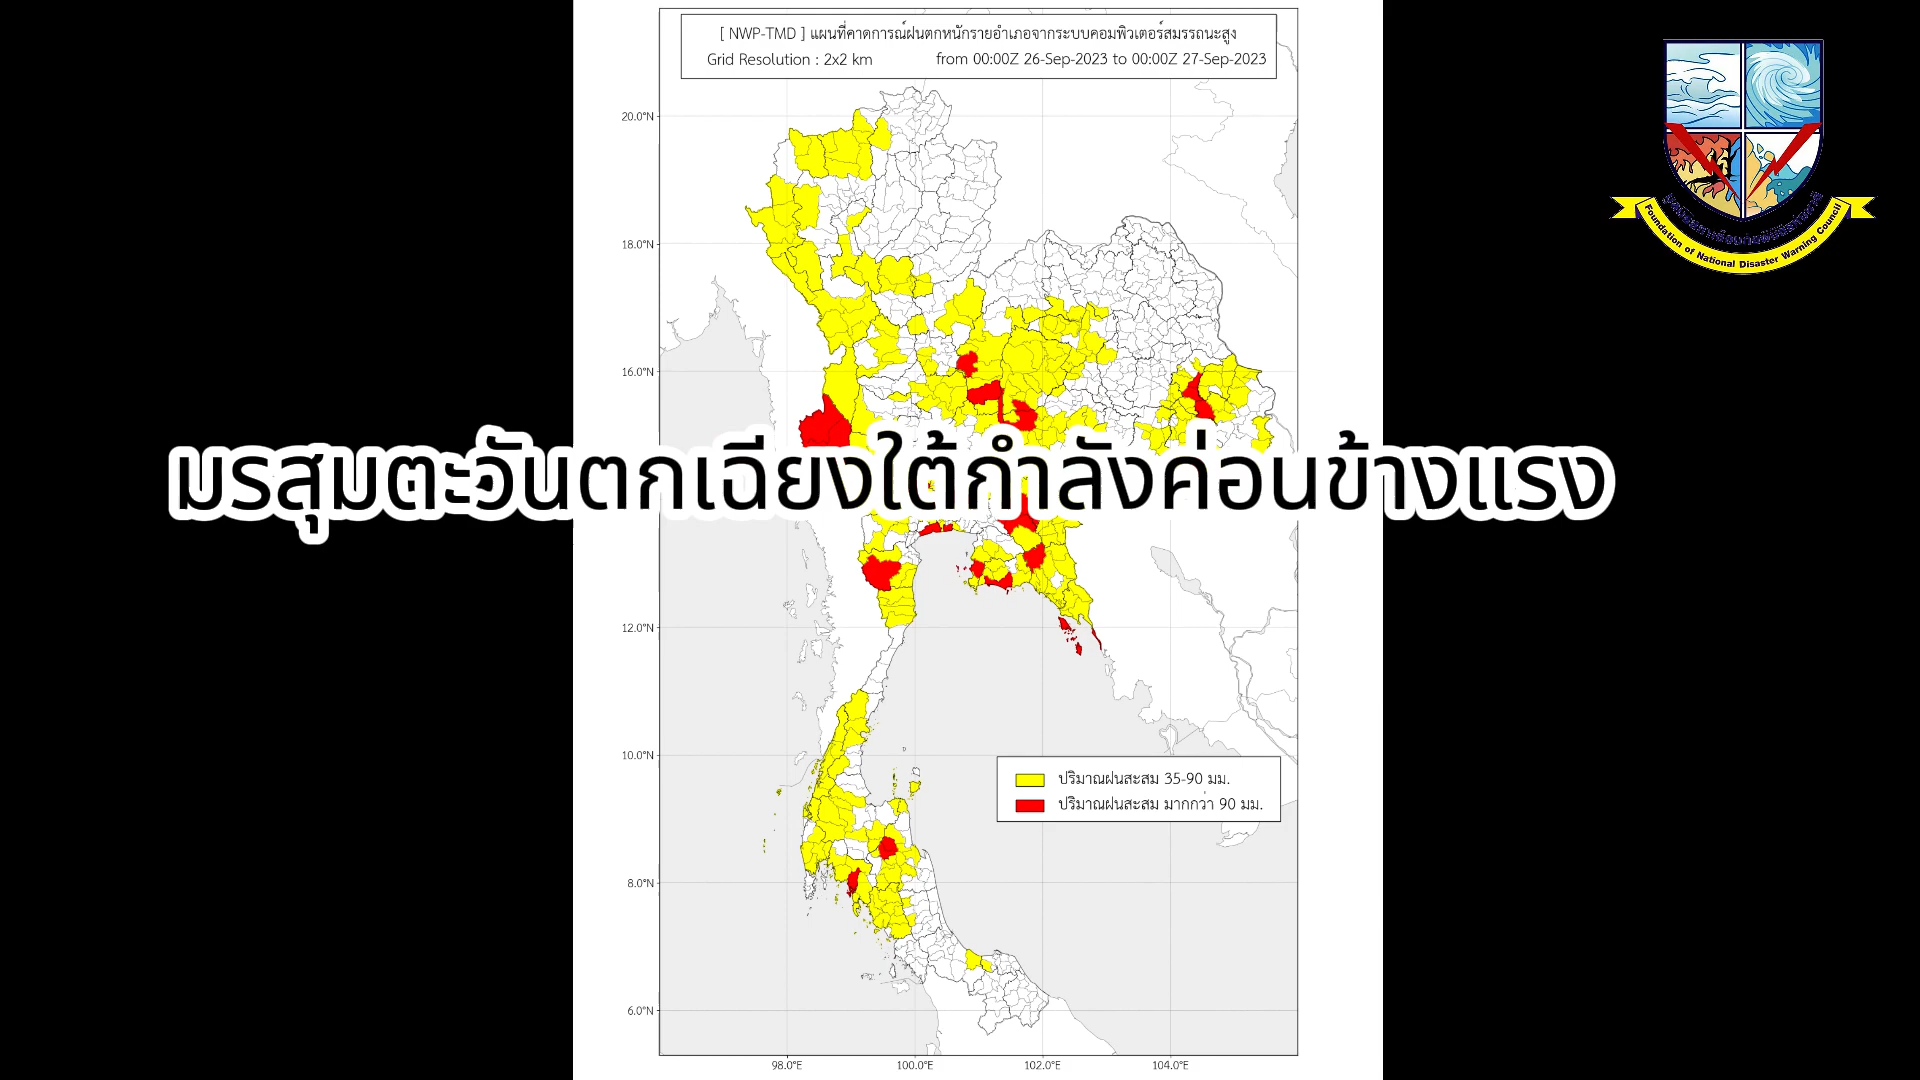 [ NWP-TMD ] แผนที่คาดการณ์ฝนตกหนักรายอำเภอจากระบบคอมพิวเตอร์สมรรถนะสูง
Grid Resolution : 2x2 km from 00:00Z 26-Sep-2023 to 00:00Z 27-Sep-2023
Foundation of National Disaster Warning Council
20.0°N
18.0°N
16.0°N
มรสุมตะวันตกเฉียงใต้กำลังค่อนข้างแรง
12.0°N
10.0°N
ปริมาณฝนสะสม 35-90 มม.
ปริมาณฝนสะสม มากกว่า 90 มม.
8.0°N
6.0°N
98.0°E 100.0°E 102.0°E 104.0°E